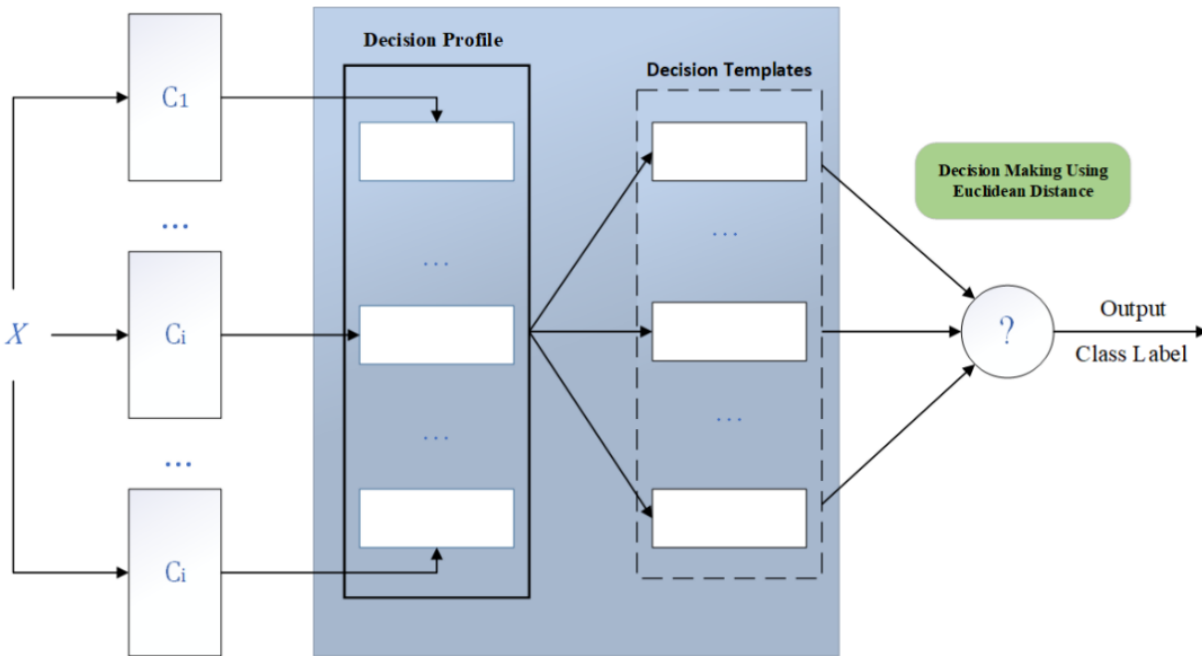 Decision Profile
Decision Templates
C1
...
...
...
Decision Making Using
Euclidean Distance
X
Ci
?
Output
Class Label
...
...
...
Ci